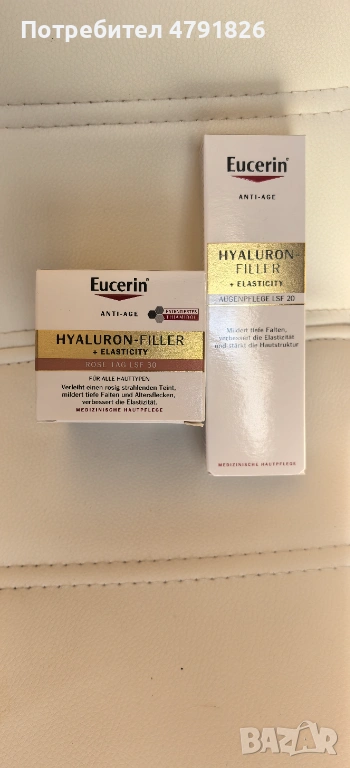 Потребител 4791826
Eucerin®
ANTI-AGE
HYALURON-FILLER
+ ELASTICITY
ROSÉ TAG LSF 30
FÜR ALLE HAUTTYPEN
Verleiht einen rosig strahlenden Teint,
mildert tiefe Falten und Altersflecken,
verbessert die Elastizität.
MEDIZINISCHE HAUTPFLEGE
Eucerin®
ANTI-AGE
HYALURON-
FILLER
+ ELASTICITY
AUGENPFLEGE LSF 20
Mildert tiefe Falten,
verbessert die Elastizität
und stärkt die Hautstruktur
MEDIZINISCHE HAUTPFLEGE
BAZAR